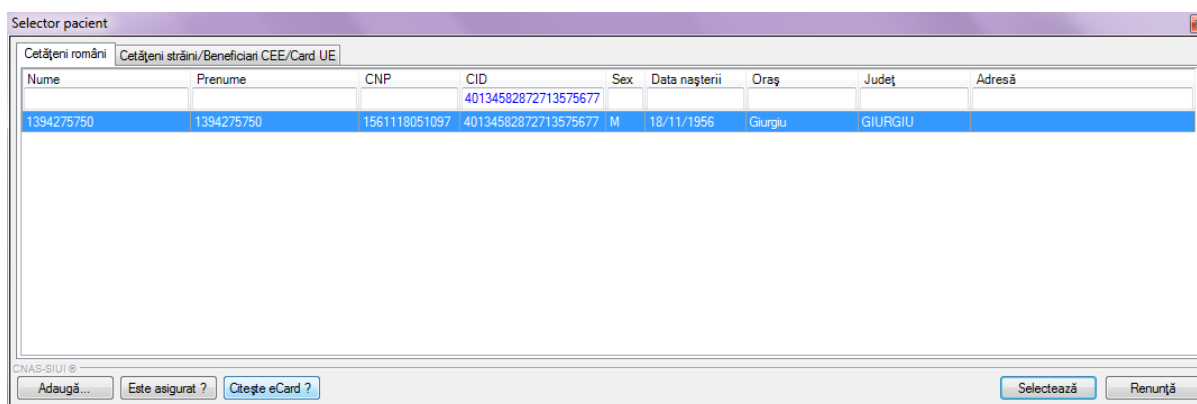 Selector pacient
Cetăţeni români Cetăţeni străini/Beneficiari CEE/Card UE
Nume Prenume CNP CID Sex Data naşterii Oraş Judeţ Adresă
40134582872713575677
1394275750 1394275750 1561118051097 40134582872713575677 M 18/11/1956 Giurgiu GIURGIU
CNAS-SIUI ®
Adaugă... Este asigurat ? Citeşte eCard ? Selectează Renunţă